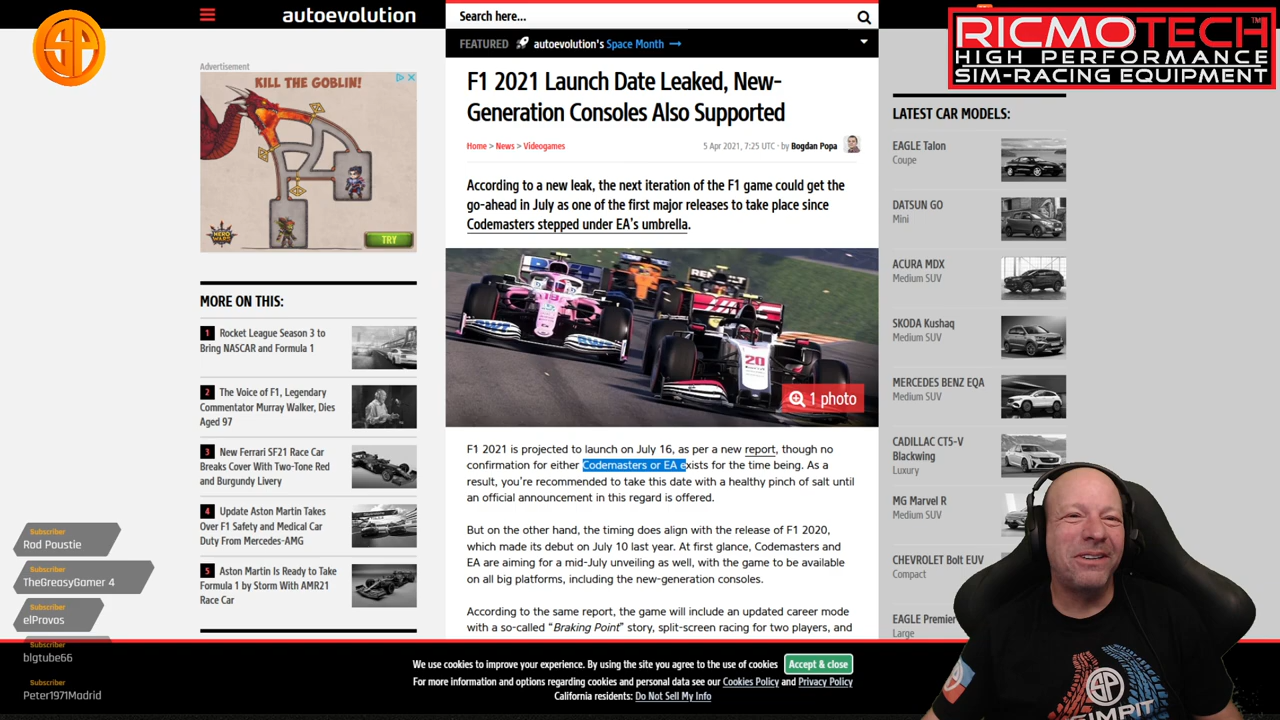 autoevolution
Search here...
FEATURED autoevolution's Space Month →
RICMOTECH™
HIGH PERFORMANCE
SIM-RACING EQUIPMENT
SP
Advertisement
KILL THE GOBLIN!
HERO WARS
TRY
MORE ON THIS:
1 Rocket League Season 3 to
Bring NASCAR and Formula 1
2 The Voice of F1, Legendary
Commentator Murray Walker, Dies
Aged 97
3 New Ferrari SF21 Race Car
Breaks Cover With Two-Tone Red
and Burgundy Livery
4 Update Aston Martin Takes
Over F1 Safety and Medical Car
Duty From Mercedes-AMG
5 Aston Martin Is Ready to Take
Formula 1 by Storm With AMR21
Race Car
F1 2021 Launch Date Leaked, New-
Generation Consoles Also Supported
Home > News > Videogames
5 Apr 2021, 7:25 UTC · by Bogdan Popa
According to a new leak, the next iteration of the F1 game could get the
go-ahead in July as one of the first major releases to take place since
Codemasters stepped under EA's umbrella.
BWT
20
1 photo
F1 2021 is projected to launch on July 16, as per a new report, though no
confirmation for either Codemasters or EA exists for the time being. As a
result, you're recommended to take this date with a healthy pinch of salt until
an official announcement in this regard is offered.
But on the other hand, the timing does align with the release of F1 2020,
which made its debut on July 10 last year. At first glance, Codemasters and
EA are aiming for a mid-July unveiling as well, with the game to be available
on all big platforms, including the new-generation consoles.
According to the same report, the game will include an updated career mode
with a so-called "Braking Point" story, split-screen racing for two players, and
LATEST CAR MODELS:
EAGLE Talon
Coupe
DATSUN GO
Mini
ACURA MDX
Medium SUV
SKODA Kushaq
Medium SUV
MERCEDES BENZ EQA
Medium SUV
CADILLAC CT5-V
Blackwing
Luxury
MG Marvel R
Medium SUV
CHEVROLET Bolt EUV
Compact
EAGLE Premier
Large
Subscriber
Rod Poustie
Subscriber
TheGreasyGamer 4
Subscriber
elProvos
Subscriber
blgtube66
Subscriber
Peter1971Madrid
We use cookies to improve your experience. By using the site you agree to the use of cookies Accept & close
For more information and options regarding cookies and personal data see our Cookies Policy and Privacy Policy
California residents: Do Not Sell My Info
SP
SIMPIT